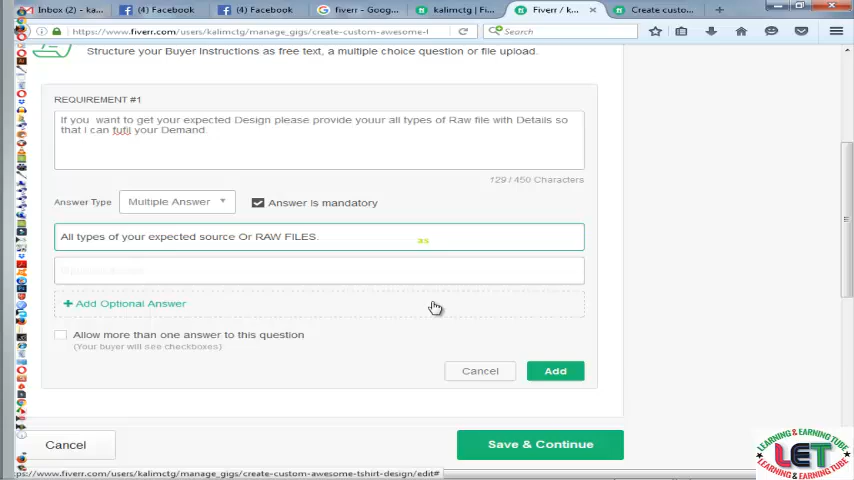 Inbox (2) - ka...
(4) Facebook
(4) Facebook
fiverr - Goog...
kalimctg | Fi...
Fiverr / k...
Create custo...
https://www.fiverr.com/users/kalimctg/manage_gigs/create-custom-awesome-t
Search
Structure your Buyer Instructions as free text, a multiple choice question or file upload.
REQUIREMENT #1
If you want to get your expected Design please provide youur all types of Raw file with Details so
that I can fufil your Demand.
129 / 450 Characters
Answer Type
Multiple Answer
Answer is mandatory
All types of your expected source Or RAW FILES.
as
+ Add Optional Answer
Allow more than one answer to this question
(Your buyer will see checkboxes)
Cancel
Add
Cancel
Save & Continue
ps://www.fiverr.com/users/kalimctg/manage_gigs/create-custom-awesome-tshirt-design/edit#
LEARNING & EARNING TUBE
LET
LEARNING & EARNING TUBE